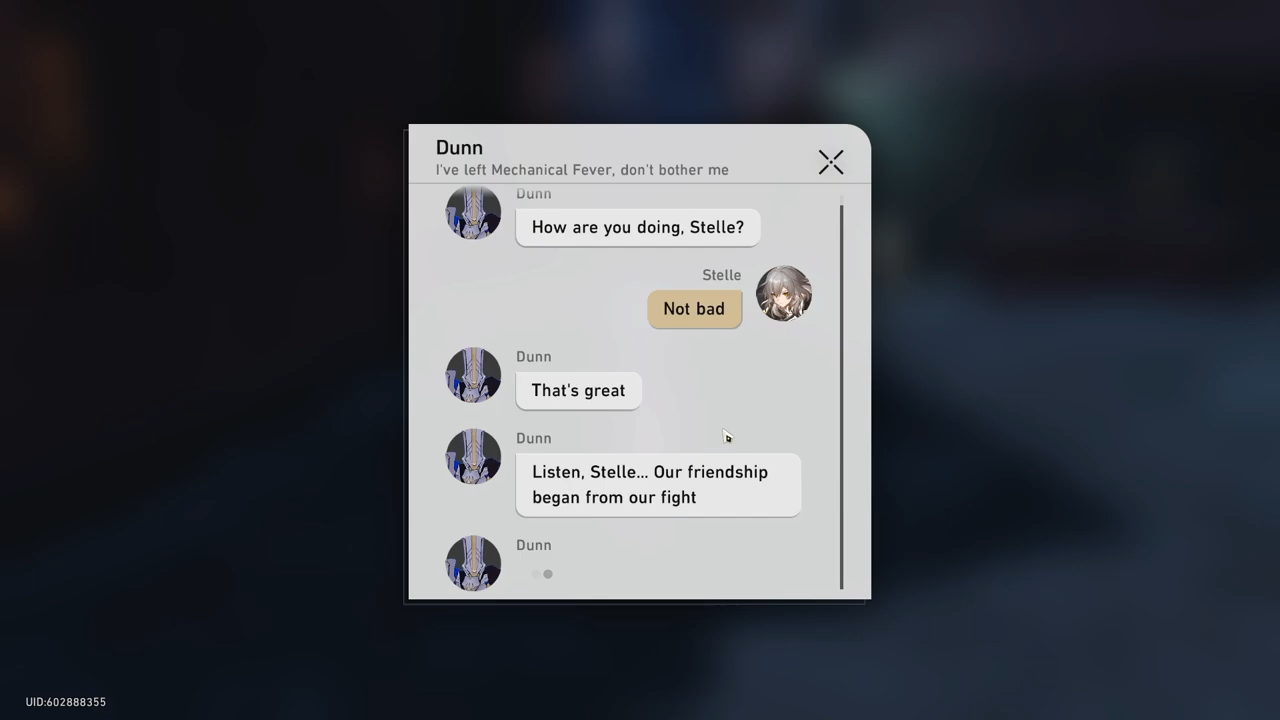 Dunn
I've left Mechanical Fever, don't bother me
Dunn
How are you doing, Stelle?
Stelle
Not bad
Dunn
That's great
Dunn
Listen, Stelle... Our friendship
began from our fight
Dunn
UID:602888355